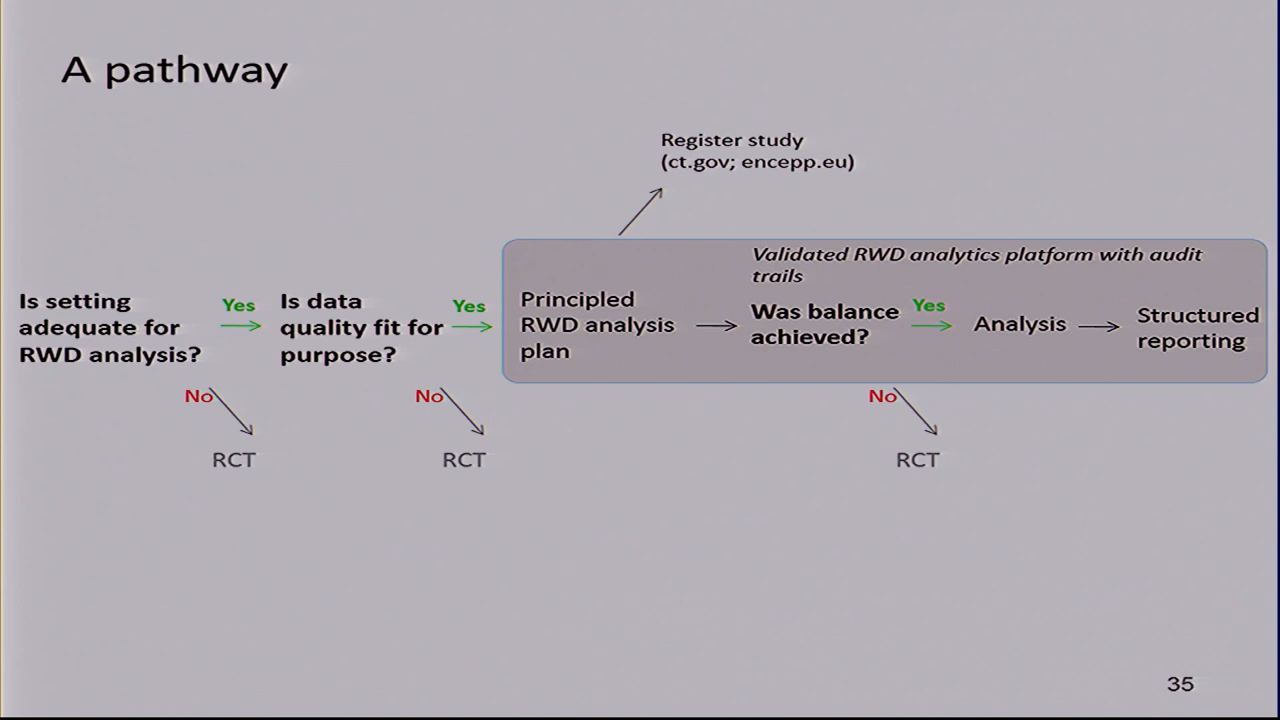 A pathway
Register study
(ct.gov; encepp.eu)
Validated RWD analytics platform with audit
trails
Is setting
adequate for
RWD analysis?
Yes
Is data
quality fit for
purpose?
Yes
Principled
RWD analysis
plan
Was balance
achieved?
Yes
Analysis
Structured
reporting
No
RCT
No
RCT
No
RCT
35